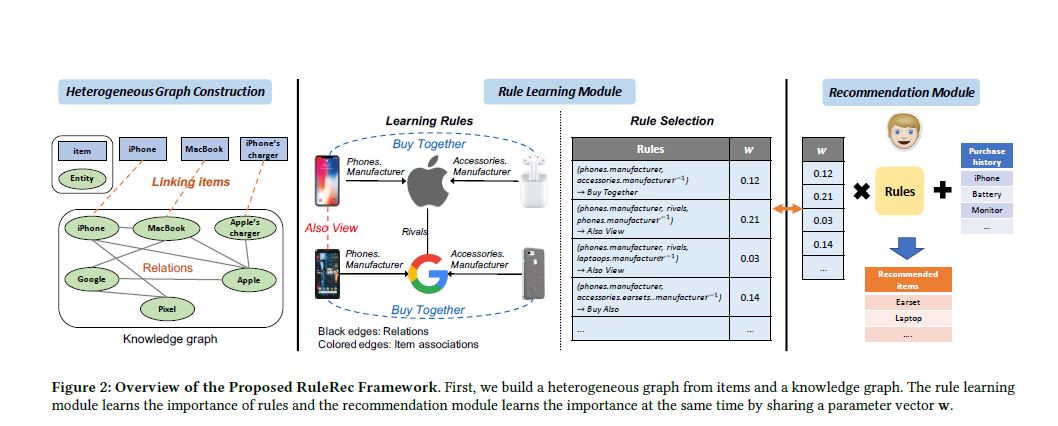 Heterogeneous Graph Construction
item
Entity
iPhone
MacBook
iPhone's
charger
Linking items
iPhone
MacBook
Apple's
charger
Relations
Google
Apple
Pixel
Knowledge graph
Rule Learning Module
Learning Rules
Buy Together
Phones.
Manufacturer
Accessories.
Manufacturer
Also View
Rivals
Phones.
Manufacturer
Accessories.
Manufacturer
Buy Together
Black edges: Relations
Colored edges: Item associations
Rule Selection
Rules w
(phones.manufacturer,
accessories.manufacturer⁻¹)
→ Buy Together
0.12
(phones.manufacturer, rivals,
phones.manufacturer⁻¹)
→ Also View
0.21
(phones.manufacturer, rivals,
laptoops.manufacturer⁻¹)
→ Also View
0.03
(phones.manufacturer,
accessories.earsets..manufacturer⁻¹)
→ Buy Also
0.14
... ...
Recommendation Module
w
0.12
0.21
0.03
0.14
...
Rules
Purchase
history
iPhone
Battery
Monitor
...
Recommended
items
Earset
Laptop
....
Figure 2: Overview of the Proposed RuleRec Framework. First, we build a heterogeneous graph from items and a knowledge graph. The rule learning
module learns the importance of rules and the recommendation module learns the importance at the same time by sharing a parameter vector w.